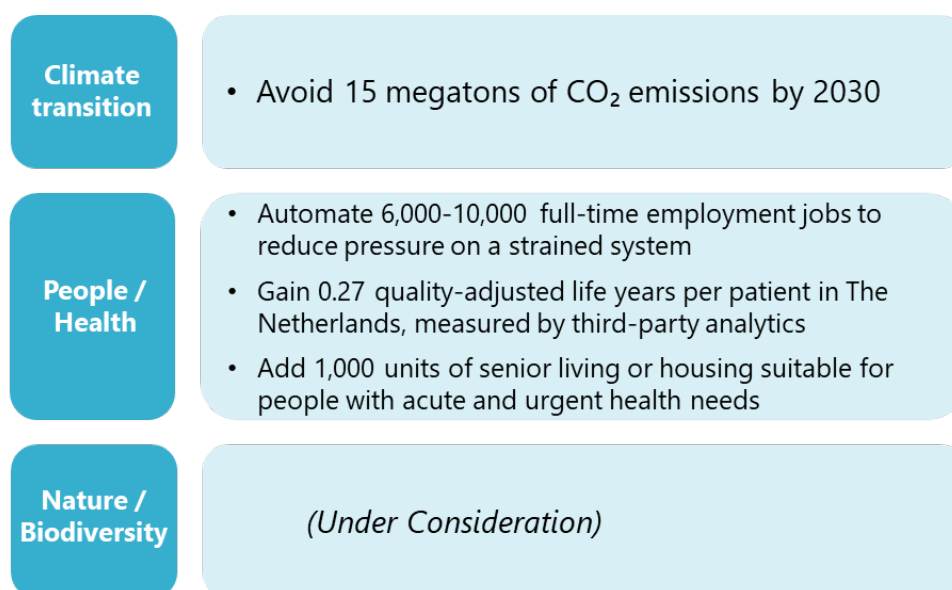 Climate
transition
• Avoid 15 megatons of CO₂ emissions by 2030
People /
Health
• Automate 6,000-10,000 full-time employment jobs to
reduce pressure on a strained system
• Gain 0.27 quality-adjusted life years per patient in The
Netherlands, measured by third-party analytics
• Add 1,000 units of senior living or housing suitable for
people with acute and urgent health needs
Nature /
Biodiversity
(Under Consideration)